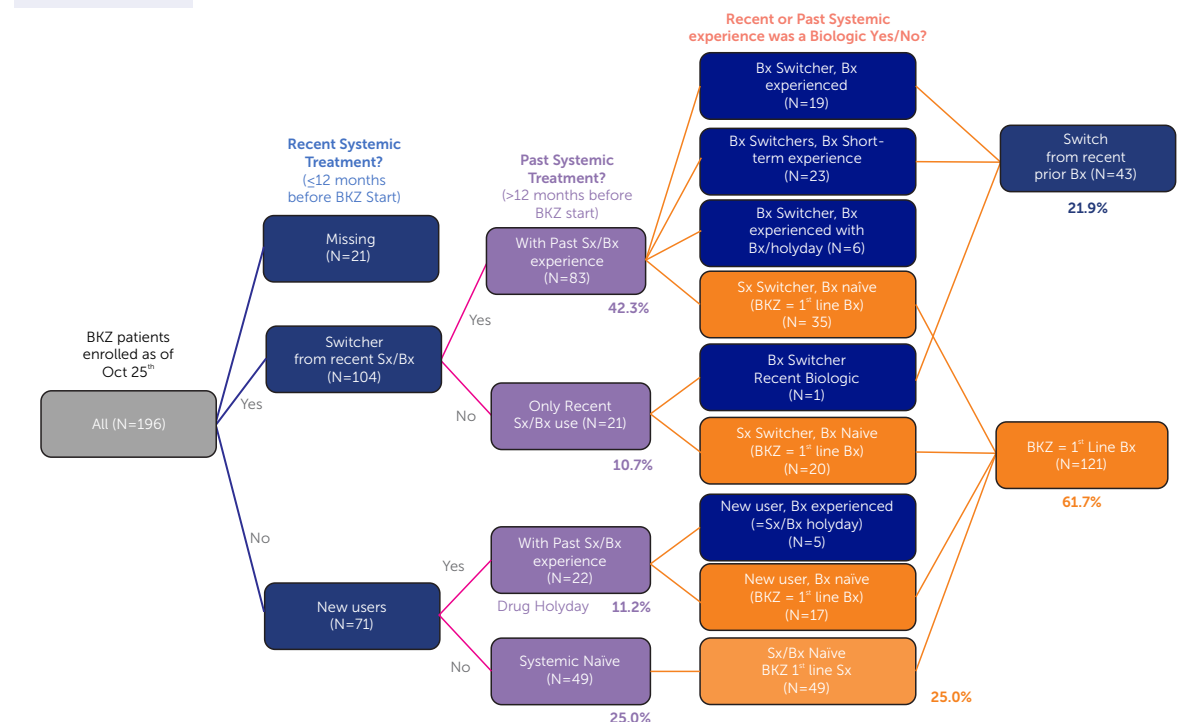 Recent or Past Systemic
experience was a Biologic Yes/No?
Recent Systemic
Treatment?
(≤12 months
before BKZ Start)
Past Systemic
Treatment?
(>12 months before
BKZ start)
BKZ patients
enrolled as of
Oct 25th
All (N=196)
Yes
No
Missing
(N=21)
Switcher
from recent Sx/Bx
(N=104)
New users
(N=71)
Yes
No
Yes
No
With Past Sx/Bx
experience
(N=83)
42.3%
Only Recent
Sx/Bx use (N=21)
10.7%
With Past Sx/Bx
experience
(N=22)
Drug Holyday 11.2%
Systemic Naïve
(N=49)
25.0%
Bx Switcher, Bx
experienced
(N=19)
Bx Switchers, Bx Short-
term experience
(N=23)
Bx Switcher, Bx
experienced with
Bx/holyday (N=6)
Sx Switcher, Bx naïve
(BKZ = 1st line Bx)
(N= 35)
Bx Switcher
Recent Biologic
(N=1)
Sx Switcher, Bx Naive
(BKZ = 1st line Bx)
(N=20)
New user, Bx experienced
(=Sx/Bx holyday)
(N=5)
New user, Bx naïve
(BKZ = 1st line Bx)
(N=17)
Sx/Bx Naïve
BKZ 1st line Sx
(N=49)
25.0%
Switch
from recent
prior Bx (N=43)
21.9%
BKZ = 1st Line Bx
(N=121)
61.7%